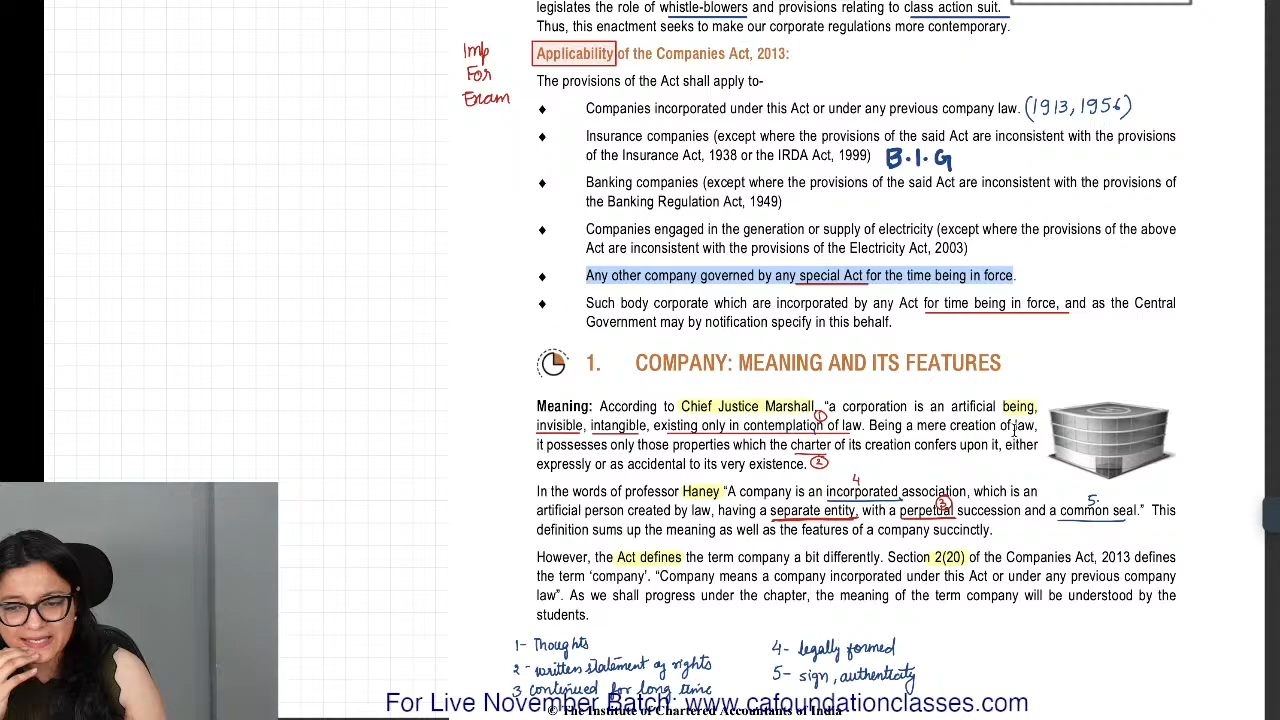 legislates the role of whistle-blowers and provisions relating to class action suit.
Thus, this enactment seeks to make our corporate regulations more contemporary.
Imp
For
Exam
Applicability of the Companies Act, 2013:
The provisions of the Act shall apply to-
♦ Companies incorporated under this Act or under any previous company law. (1913, 1956)
♦ Insurance companies (except where the provisions of the said Act are inconsistent with the provisions
of the Insurance Act, 1938 or the IRDA Act, 1999) B.I.G
♦ Banking companies (except where the provisions of the said Act are inconsistent with the provisions of
the Banking Regulation Act, 1949)
♦ Companies engaged in the generation or supply of electricity (except where the provisions of the above
Act are inconsistent with the provisions of the Electricity Act, 2003)
♦ Any other company governed by any special Act for the time being in force.
♦ Such body corporate which are incorporated by any Act for time being in force, and as the Central
Government may by notification specify in this behalf.
1. COMPANY: MEANING AND ITS FEATURES
Meaning: According to Chief Justice Marshall, “a corporation is an artificial being,
1
invisible, intangible, existing only in contemplation of law. Being a mere creation of law,
it possesses only those properties which the charter of its creation confers upon it, either
expressly or as accidental to its very existence. 2
4
In the words of professor Haney “A company is an incorporated association, which is an
3 5.
artificial person created by law, having a separate entity, with a perpetual succession and a common seal.” This
definition sums up the meaning as well as the features of a company succinctly.
However, the Act defines the term company a bit differently. Section 2(20) of the Companies Act, 2013 defines
the term ‘company’. “Company means a company incorporated under this Act or under any previous company
law”. As we shall progress under the chapter, the meaning of the term company will be understood by the
students.
1- Thoughts
2- written statement of rights
3 continued for long time
4- legally formed
5- sign, authenticity
For Live November Batch: www.cafoundationclasses.com
© The Institute of Chartered Accountants of India